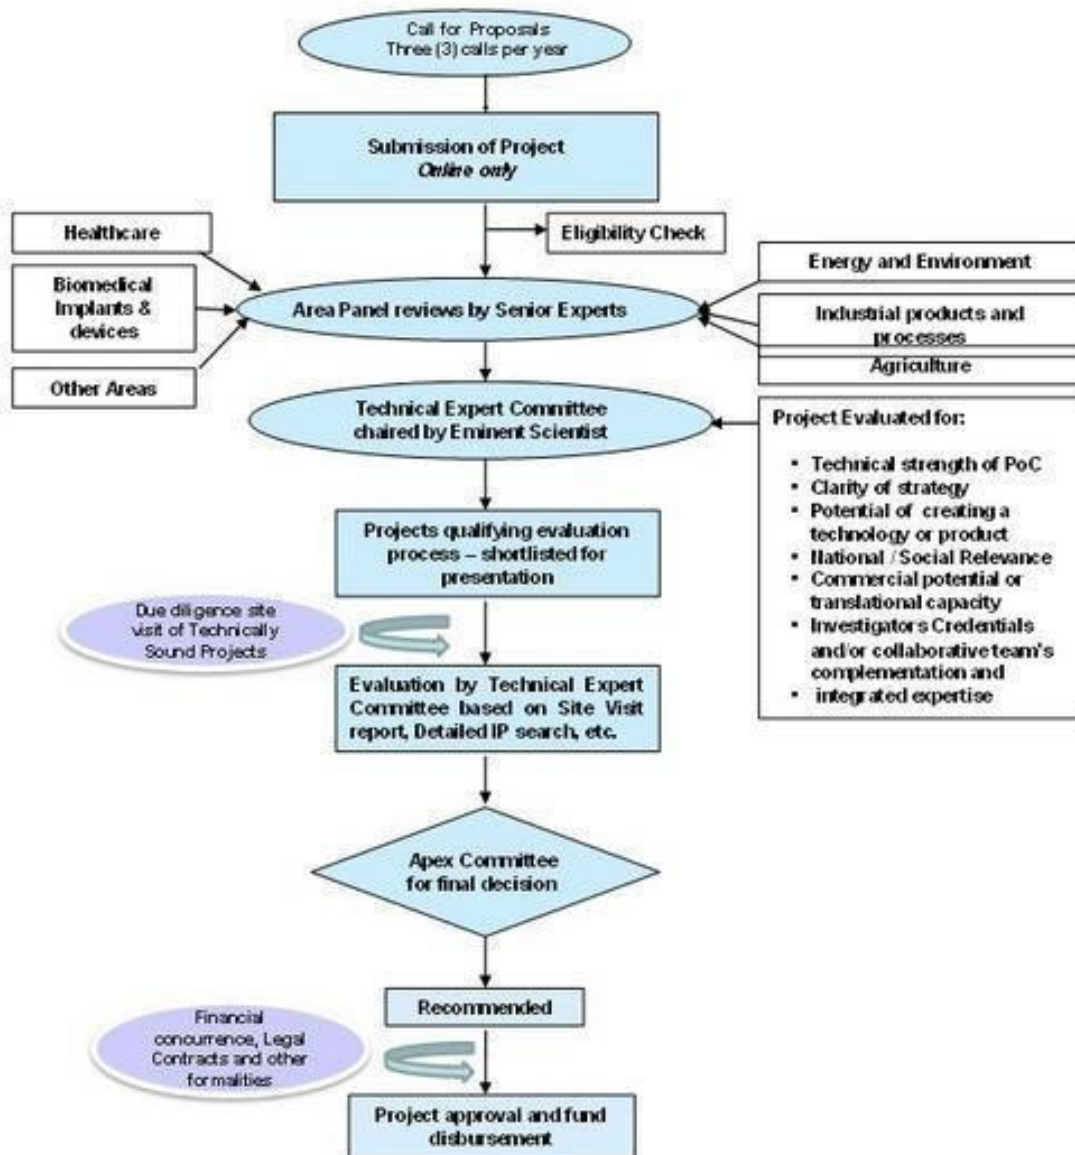 Call for Proposals
Three (3) calls per year
Submission of Project
Online only
Eligibility Check
Healthcare
Biomedical
Implants &
devices
Other Areas
Area Panel reviews by Senior Experts
Energy and Environment
Industrial products and
processes
Agriculture
Technical Expert Committee
chaired by Eminent Scientist
Project Evaluated for:
▪ Technical strength of PoC
▪ Clarity of strategy
▪ Potential of creating a
technology or product
▪ National / Social Relevance
▪ Commercial potential or
translational capacity
▪ Investigators Credentials
and/or collaborative team's
complementation and
▪ integrated expertise
Projects qualifying evaluation
process – shortlisted for
presentation
Due diligence site
visit of Technically
Sound Projects
Evaluation by Technical Expert
Committee based on Site Visit
report, Detailed IP search, etc.
Apex Committee
for final decision
Recommended
Financial
concurrence, Legal
Contracts and other
formalities
Project approval and fund
disbursement